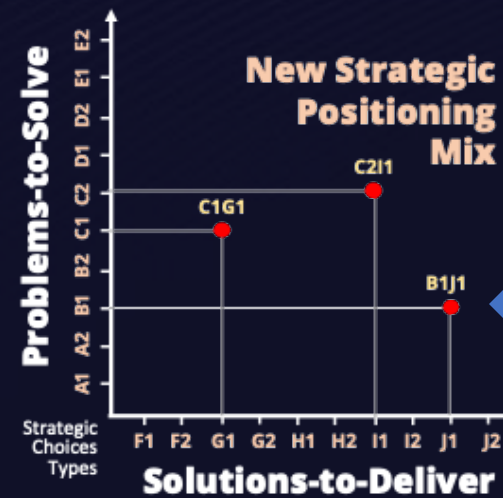 New Strategic
Positioning
Mix
Problems-to-Solve
E2
E1
D2
D1
C2
C1
B2
B1
A2
A1
C2I1
C1G1
B1J1
Strategic
Choices
Types
F1 F2 G1 G2 H1 H2 I1 I2 J1 J2
Solutions-to-Deliver